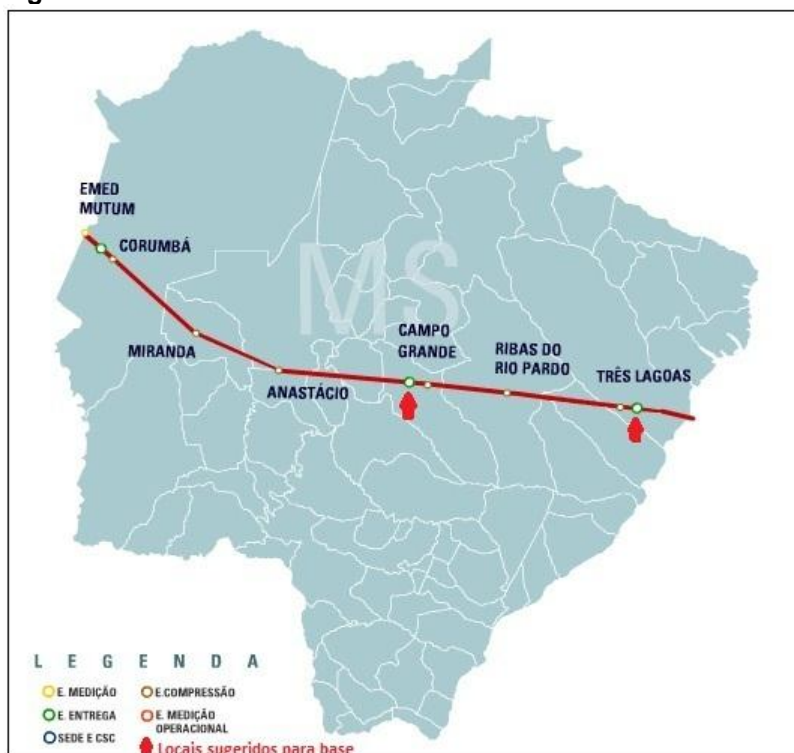 EMED
MUTUM
CORUMBÁ
MS
MIRANDA
ANASTÁCIO
CAMPO
GRANDE
RIBAS DO
RIO PARDO
TRÊS LAGOAS
LEGENDA
E. MEDIÇÃO
E.COMPRESSÃO
E. ENTREGA
E. MEDIÇÃO
OPERACIONAL
SEDE E CSC
Locais sugeridos para base